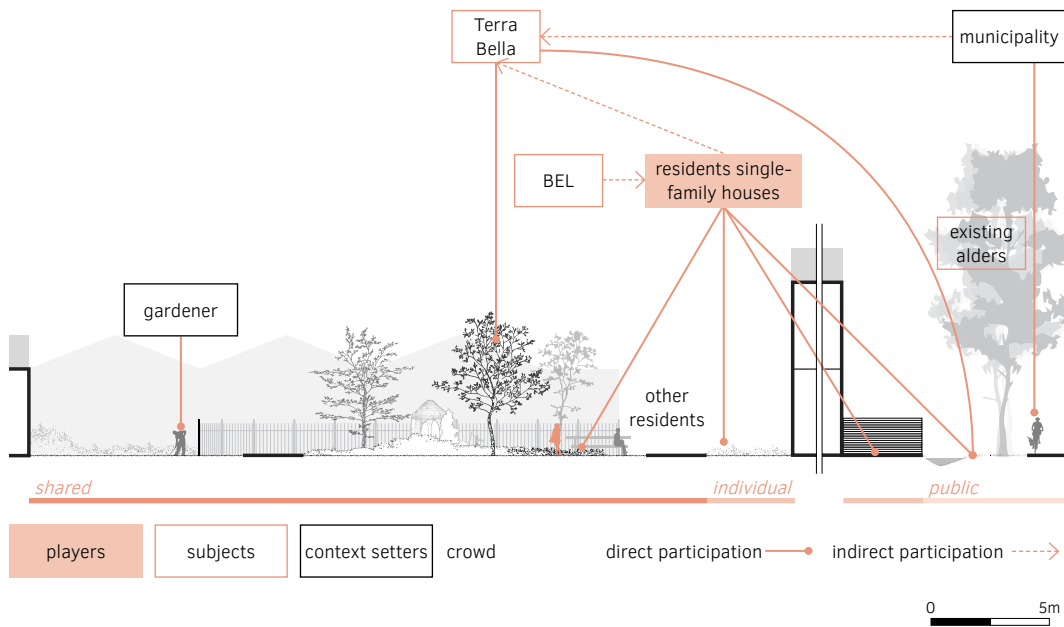 Terra
Bella
municipality
BEL
residents single-
family houses
existing
alders
gardener
other
residents
shared
individual
public
players
subjects
context setters
crowd
direct participation
indirect participation
0
5m